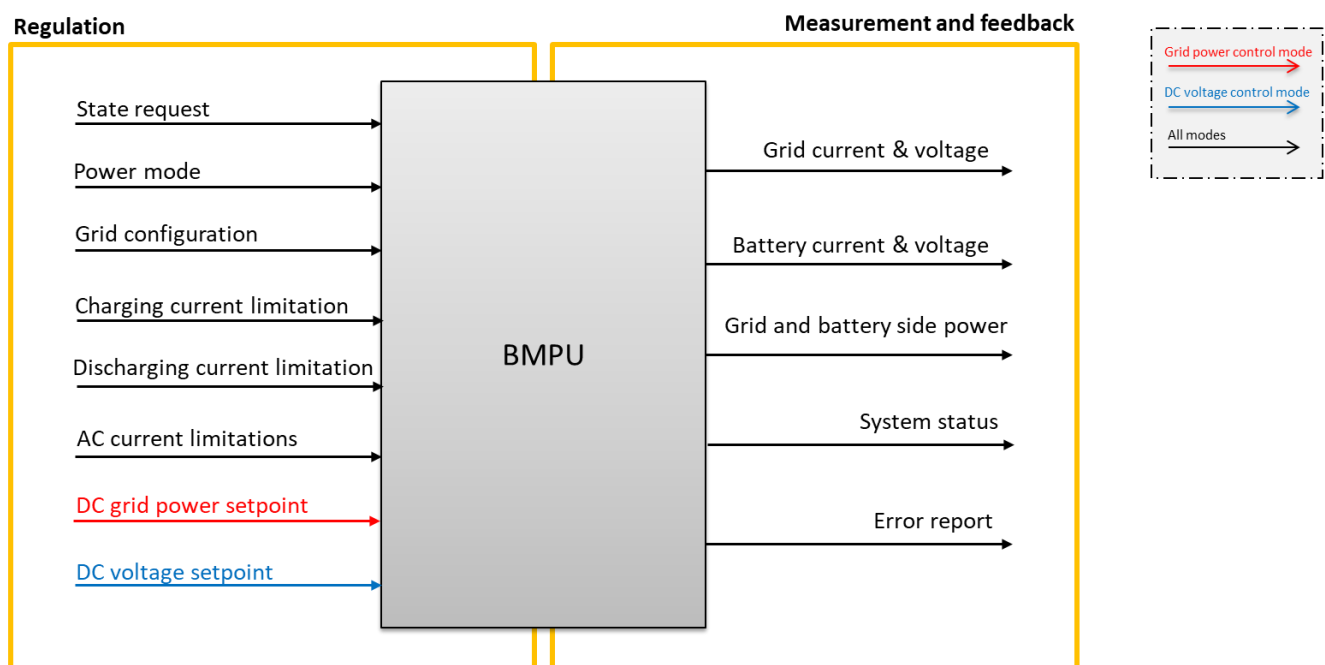 Regulation
Measurement and feedback
Grid power control mode
DC voltage control mode
All modes
State request
Power mode
Grid configuration
Charging current limitation
Discharging current limitation
AC current limitations
DC grid power setpoint
DC voltage setpoint
BMPU
Grid current & voltage
Battery current & voltage
Grid and battery side power
System status
Error report